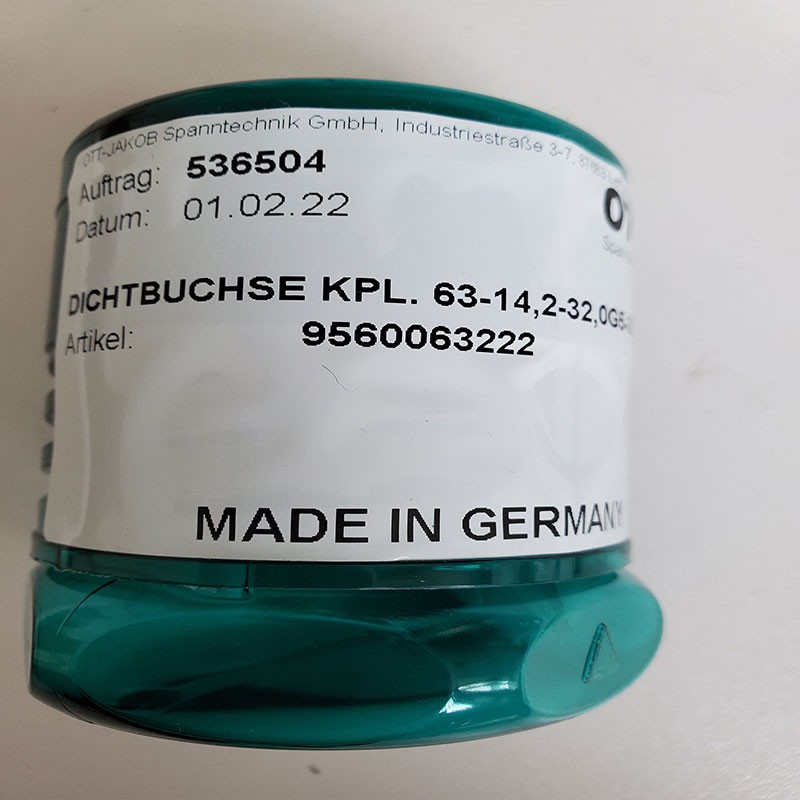 OTT-JAKOB Spanntechnik GmbH, Industriestraße 3-7,
Auftrag: 536504
Datum: 01.02.22
DICHTBUCHSE KPL. 63-14,2-32,0G5-
Artikel: 9560063222
MADE IN GERMANY